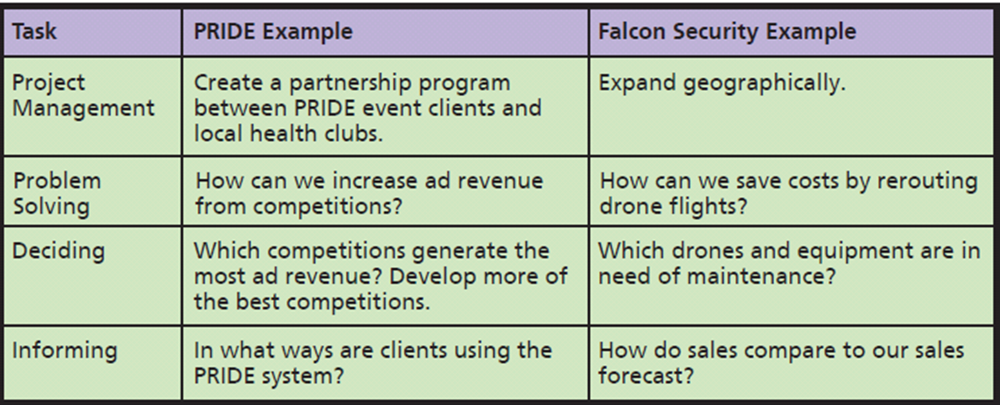 Task
PRIDE Example
Falcon Security Example
Project
Management
Create a partnership program
between PRIDE event clients and
local health clubs.
Expand geographically.
Problem
Solving
How can we increase ad revenue
from competitions?
How can we save costs by rerouting
drone flights?
Deciding
Which competitions generate the
most ad revenue? Develop more of
the best competitions.
Which drones and equipment are in
need of maintenance?
Informing
In what ways are clients using the
PRIDE system?
How do sales compare to our sales
forecast?